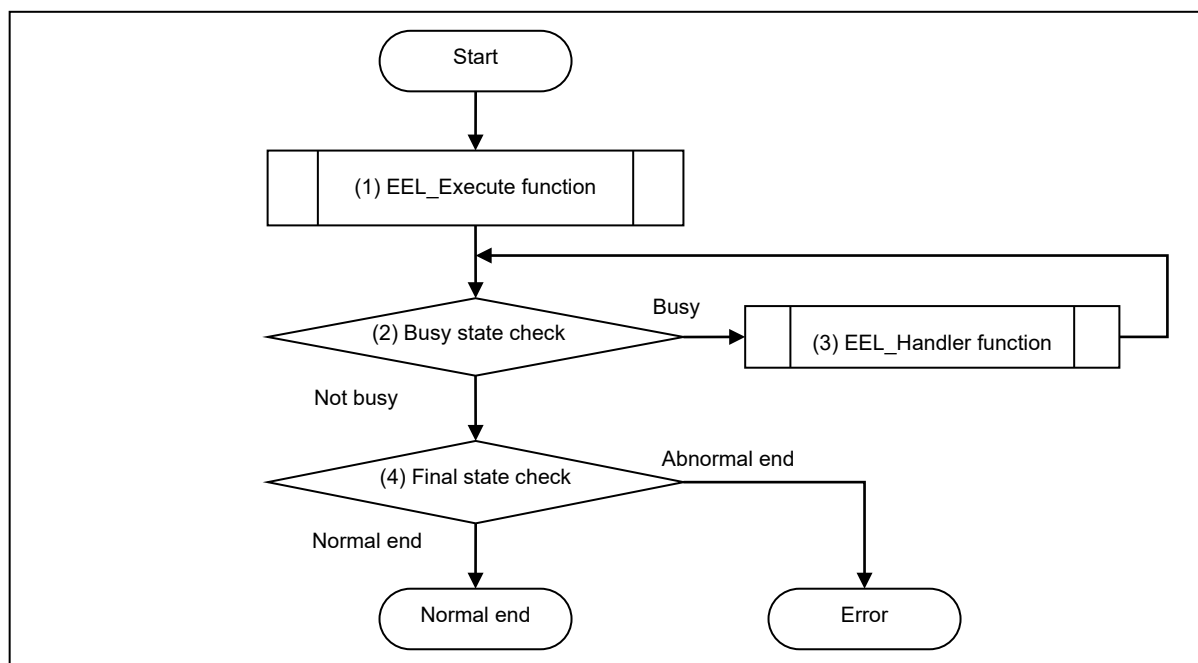 Start
(1) EEL_Execute function
Busy
(2) Busy state check
(3) EEL_Handler function
Not busy
Abnormal end
(4) Final state check
Normal end
Normal end
Error